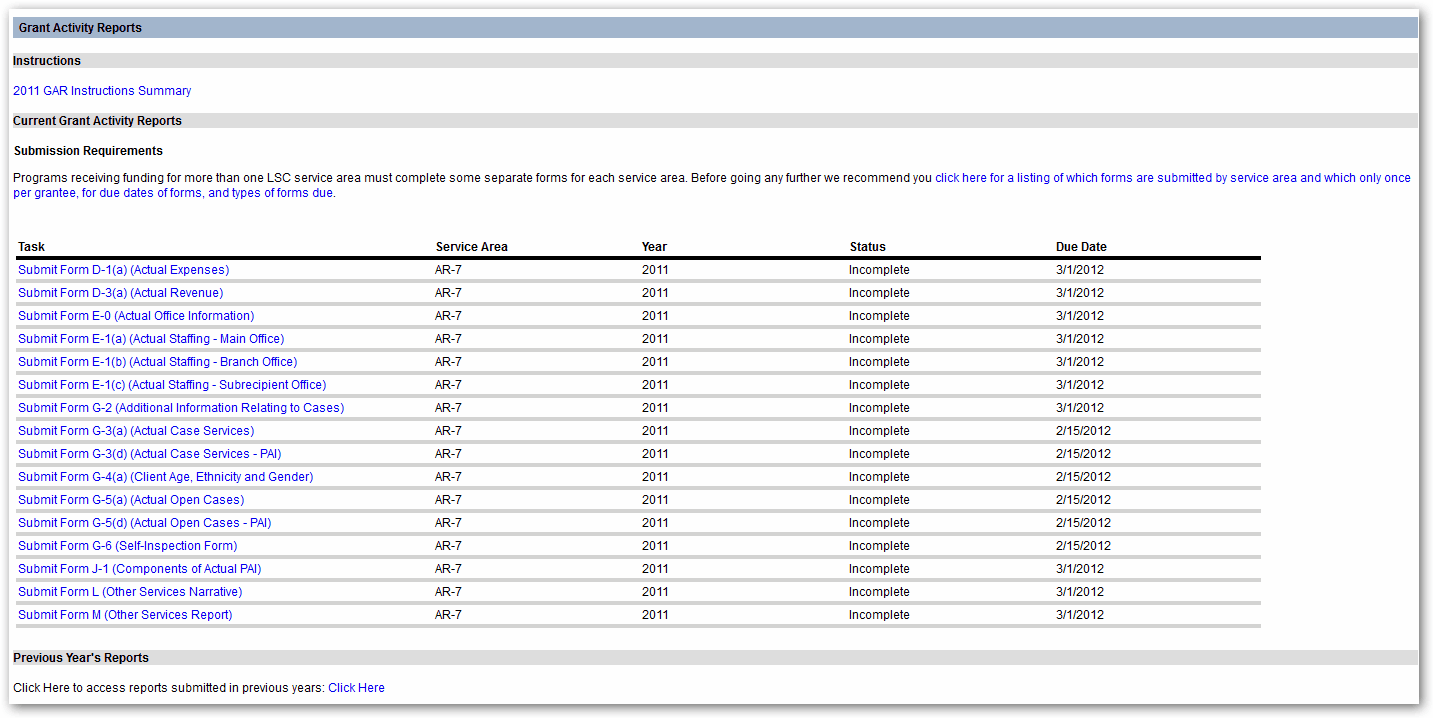 Grant Activity Reports
Instructions
2011 GAR Instructions Summary
Current Grant Activity Reports
Submission Requirements
Programs receiving funding for more than one LSC service area must complete some separate forms for each service area. Before going any further we recommend you click here for a listing of which forms are submitted by service area and which only once
per grantee, for due dates of forms, and types of forms due.
Task Service Area Year Status Due Date
Submit Form D-1(a) (Actual Expenses) AR-7 2011 Incomplete 3/1/2012
Submit Form D-3(a) (Actual Revenue) AR-7 2011 Incomplete 3/1/2012
Submit Form E-0 (Actual Office Information) AR-7 2011 Incomplete 3/1/2012
Submit Form E-1(a) (Actual Staffing - Main Office) AR-7 2011 Incomplete 3/1/2012
Submit Form E-1(b) (Actual Staffing - Branch Office) AR-7 2011 Incomplete 3/1/2012
Submit Form E-1(c) (Actual Staffing - Subrecipient Office) AR-7 2011 Incomplete 3/1/2012
Submit Form G-2 (Additional Information Relating to Cases) AR-7 2011 Incomplete 3/1/2012
Submit Form G-3(a) (Actual Case Services) AR-7 2011 Incomplete 2/15/2012
Submit Form G-3(d) (Actual Case Services - PAI) AR-7 2011 Incomplete 2/15/2012
Submit Form G-4(a) (Client Age, Ethnicity and Gender) AR-7 2011 Incomplete 2/15/2012
Submit Form G-5(a) (Actual Open Cases) AR-7 2011 Incomplete 2/15/2012
Submit Form G-5(d) (Actual Open Cases - PAI) AR-7 2011 Incomplete 2/15/2012
Submit Form G-6 (Self-Inspection Form) AR-7 2011 Incomplete 2/15/2012
Submit Form J-1 (Components of Actual PAI) AR-7 2011 Incomplete 3/1/2012
Submit Form L (Other Services Narrative) AR-7 2011 Incomplete 3/1/2012
Submit Form M (Other Services Report) AR-7 2011 Incomplete 3/1/2012
Previous Year's Reports
Click Here to access reports submitted in previous years: Click Here